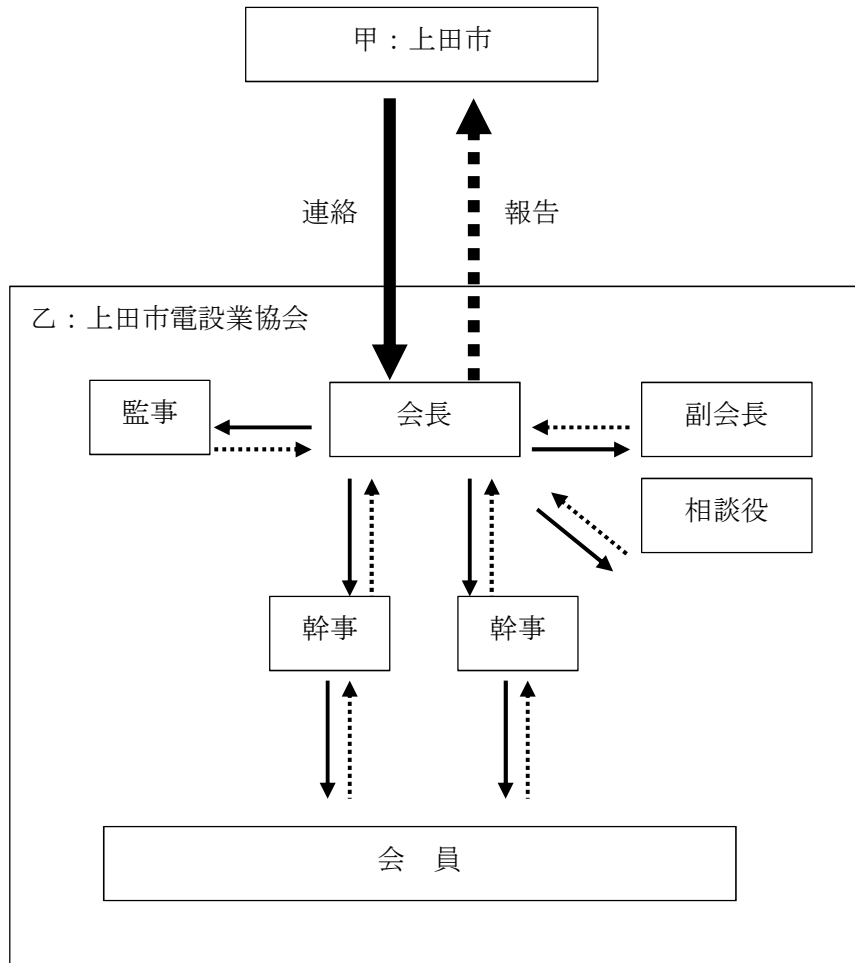 甲：上田市
連絡
報告
乙：上田市電設業協会
監事
会長
副会長
相談役
幹事
幹事
会　員